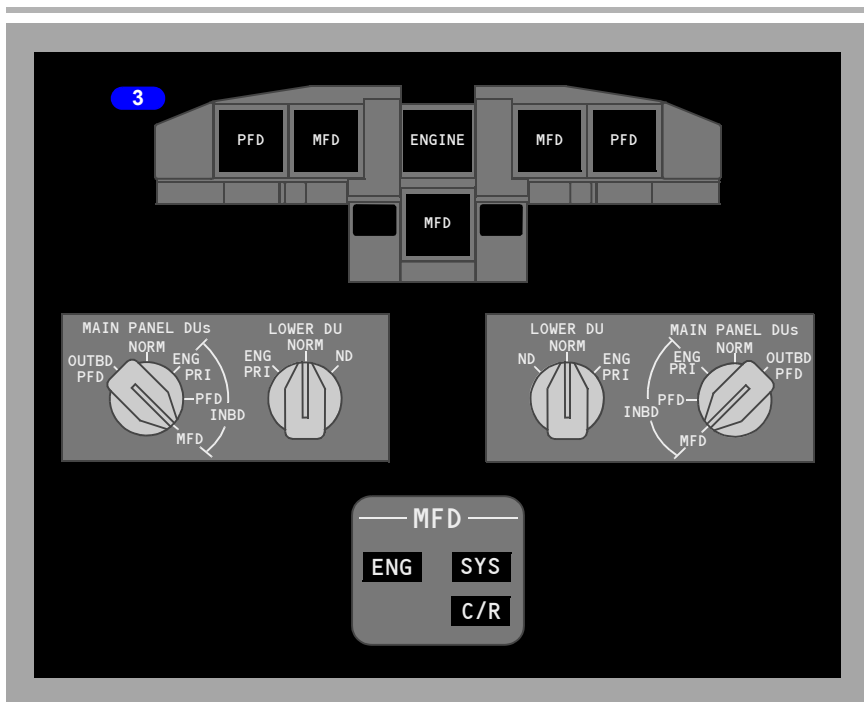 3
PFD MFD ENGINE MFD PFD
MFD
MAIN PANEL DUs
NORM
OUTBD
PFD
ENG
PRI
PFD
INBD
MFD
LOWER DU
NORM
ENG
PRI
ND
LOWER DU
NORM
ND
ENG
PRI
MAIN PANEL DUs
NORM
ENG
PRI
OUTBD
PFD
PFD
INBD
MFD
MFD
ENG SYS
C/R